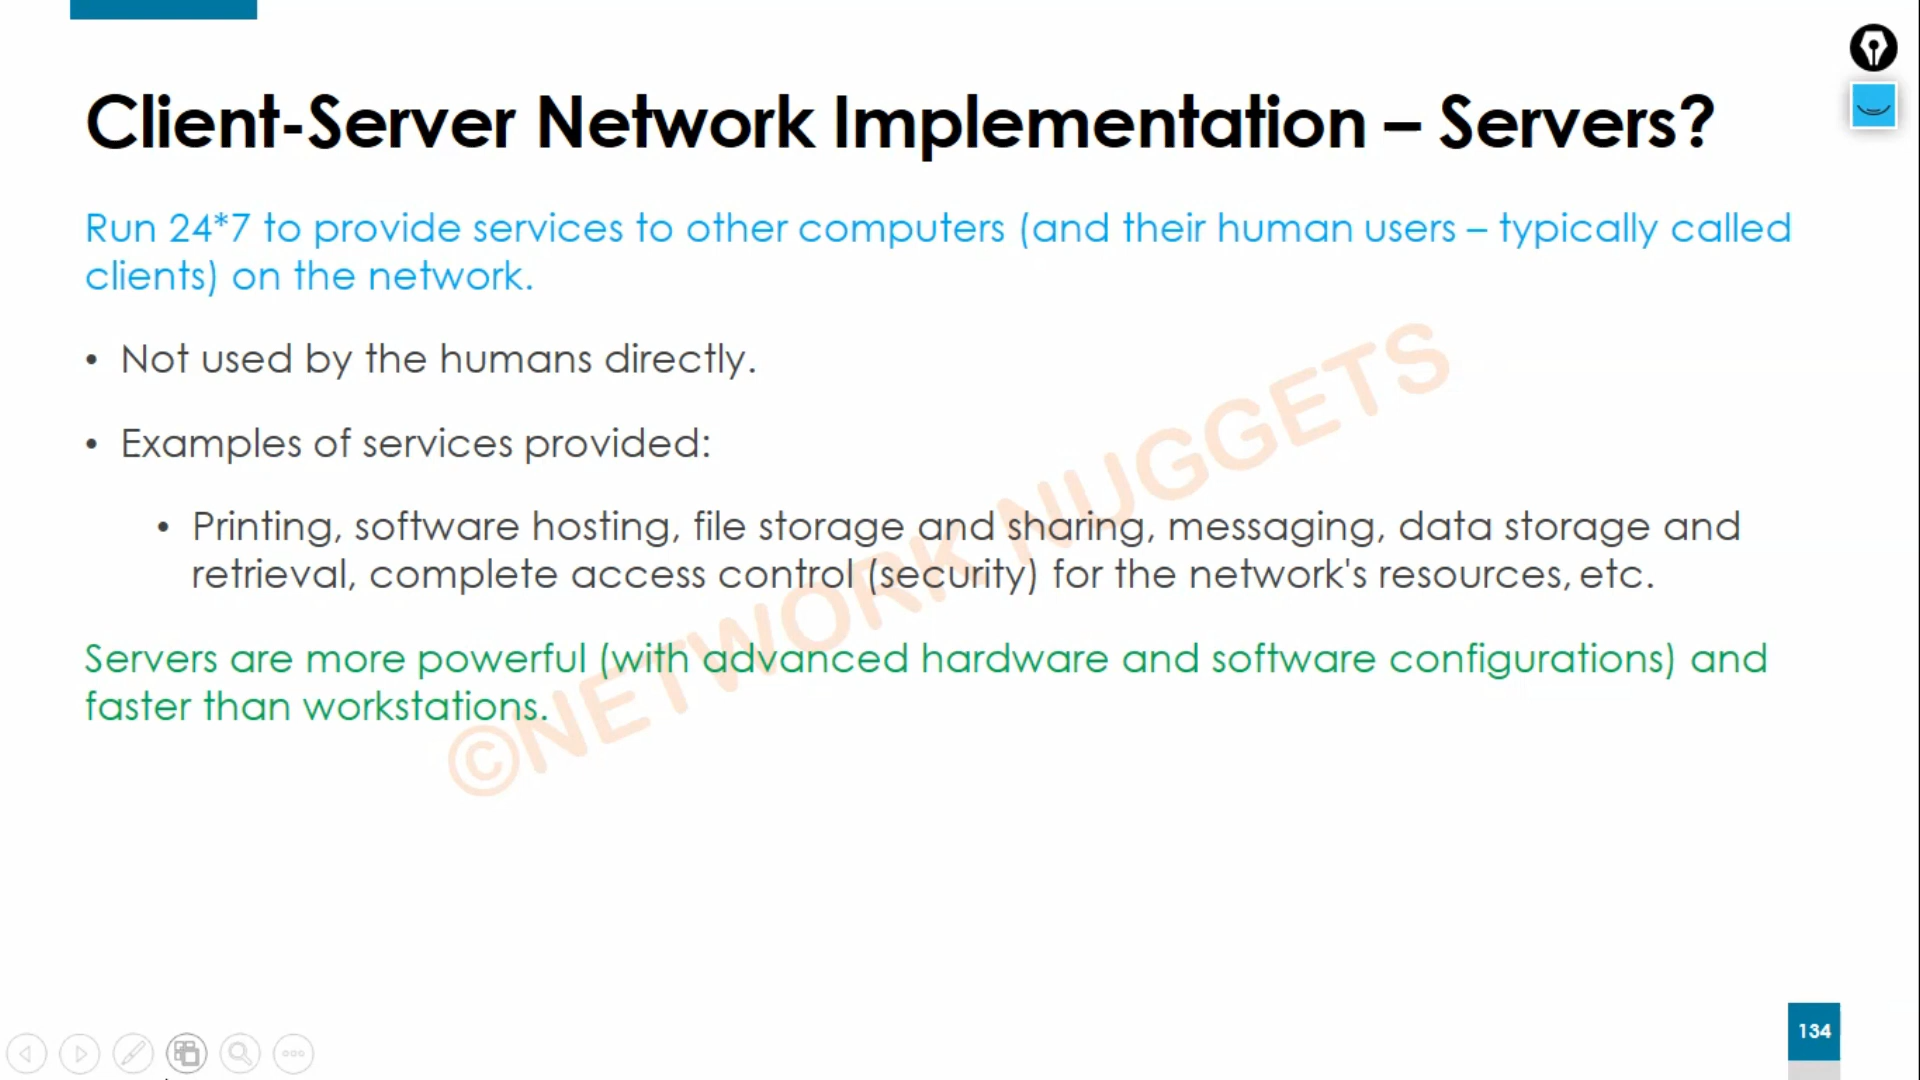 Client-Server Network Implementation – Servers?
Run 24*7 to provide services to other computers (and their human users – typically called
clients) on the network.
• Not used by the humans directly.
• Examples of services provided:
• Printing, software hosting, file storage and sharing, messaging, data storage and
retrieval, complete access control (security) for the network's resources, etc.
Servers are more powerful (with advanced hardware and software configurations) and
faster than workstations.
©NETWORK NUGGETS
134